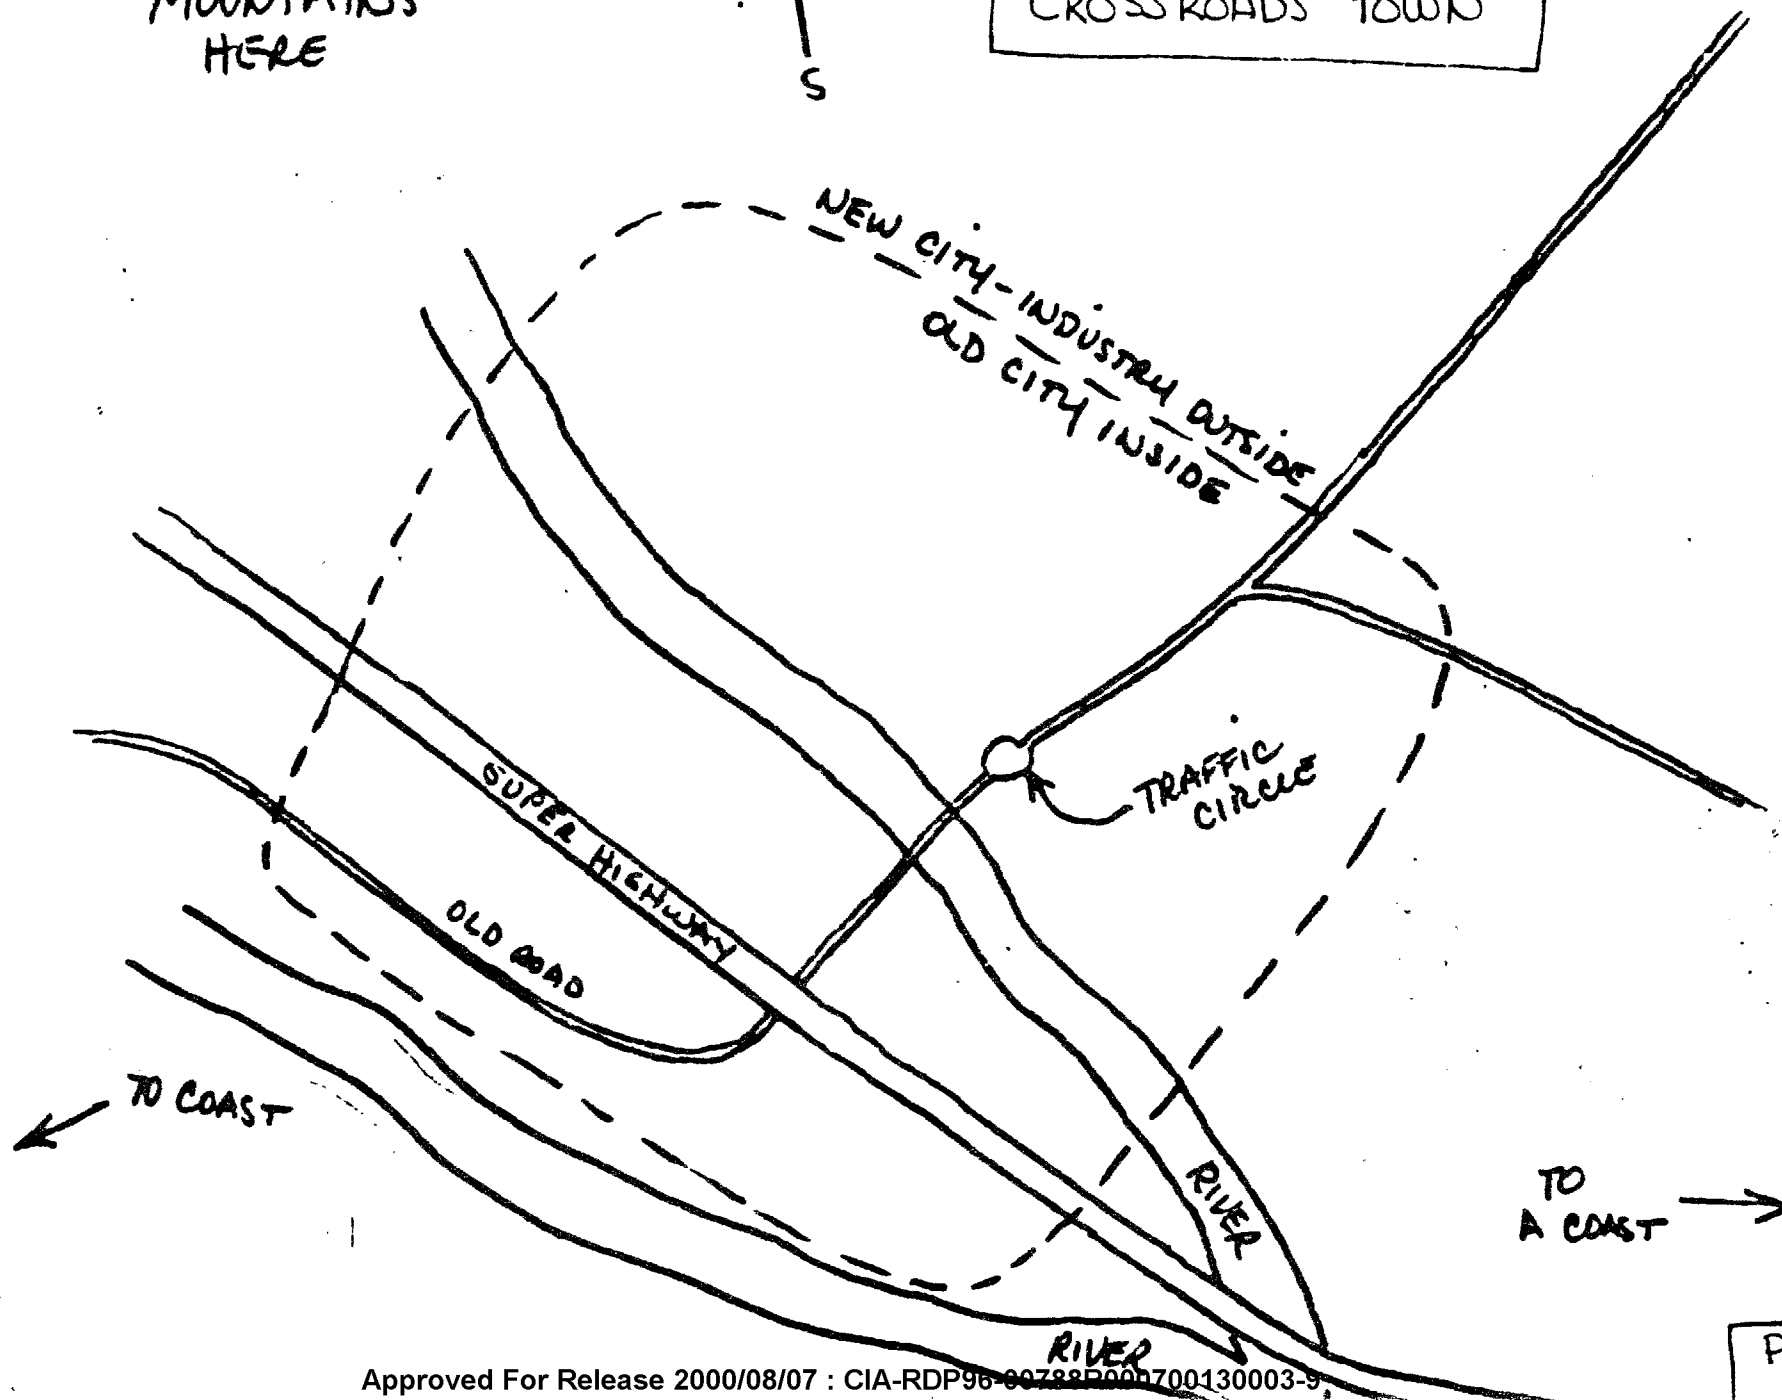 MOUNTAINS
HERE
S
CROSSROADS TOWN
NEW CITY-INDUSTRY OUTSIDE
OLD CITY INSIDE
TRAFFIC
CIRCLE
SUPER HIGHWAY
OLD ROAD
TO COAST
RIVER
TO
A COAST
RIVER
P
Approved For Release 2000/08/07 : CIA-RDP96-00788R000700130003-9